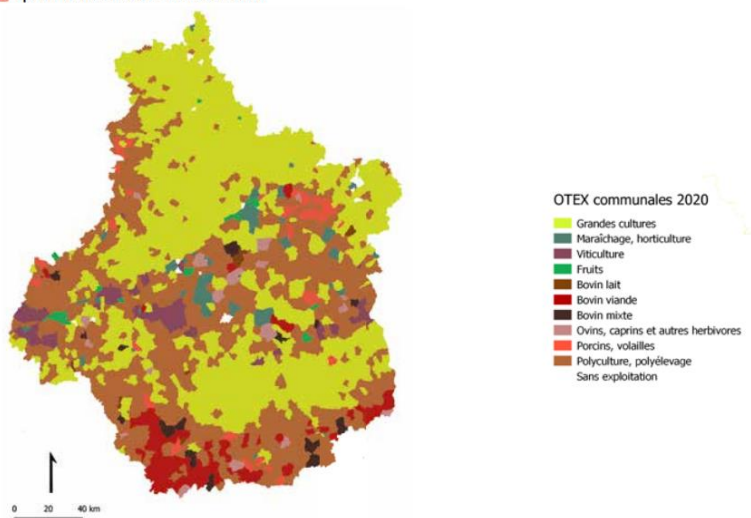 OTEX communales 2020
Grandes cultures
Maraîchage, horticulture
Viticulture
Fruits
Bovin lait
Bovin viande
Bovin mixte
Ovins, caprins et autres herbivores
Porcins, volailles
Polyculture, polyélevage
Sans exploitation
0 20 40 km